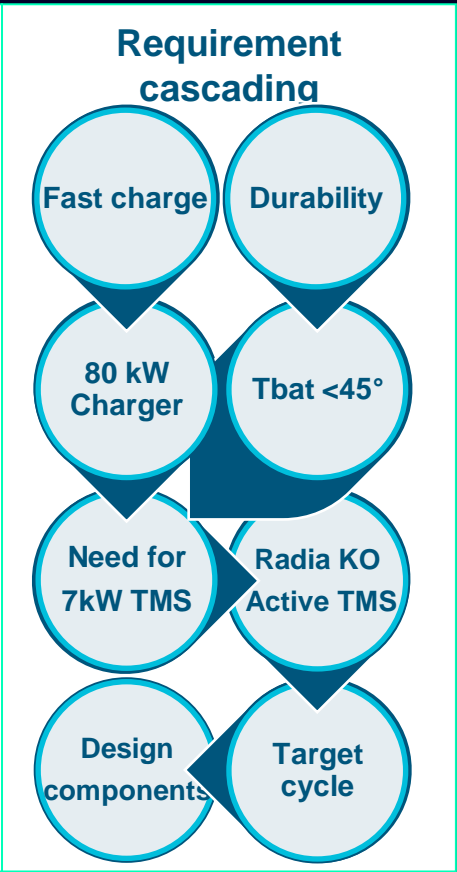 Requirement
cascading
Fast charge
Durability
80 kW
Charger
Tbat <45°
Need for
7kW TMS
Radia KO
Active TMS
Design
components
Target
cycle